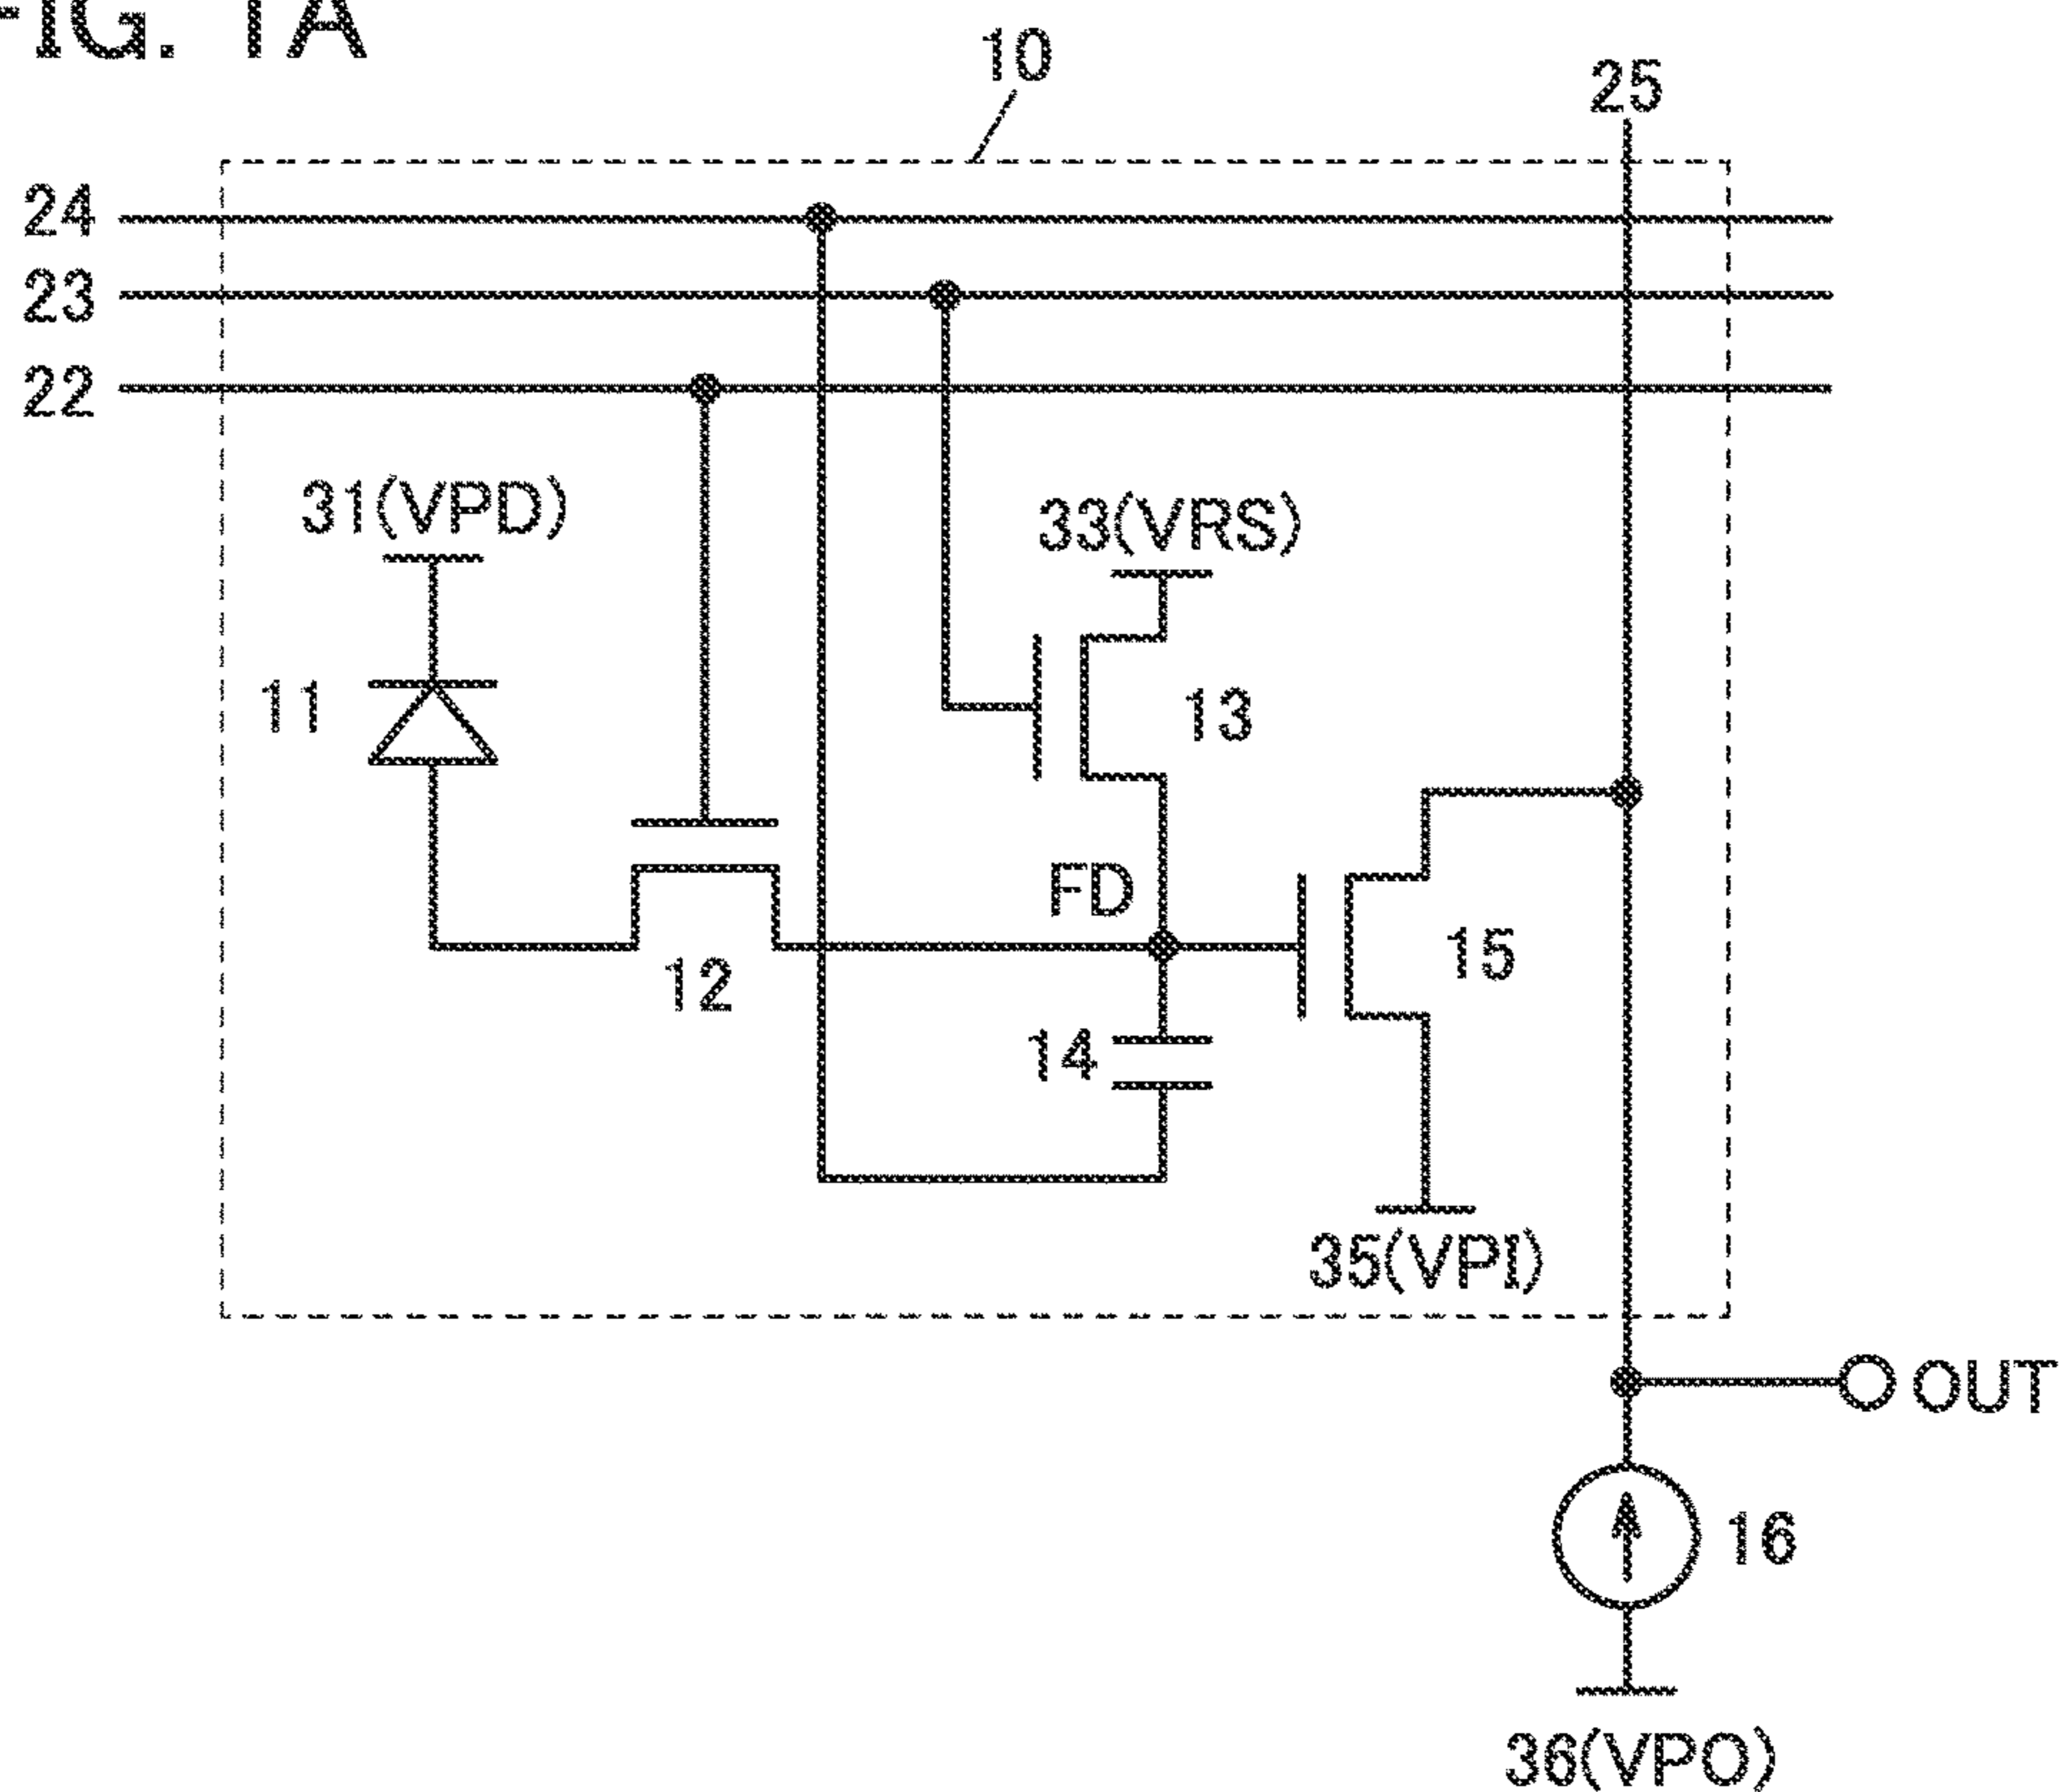 FIG. 1A
10
25
24
23
22
31(VPD)
33(VRS)
11
13
FD
12
15
14
35(VPI)
OUT
16
36(VPO)